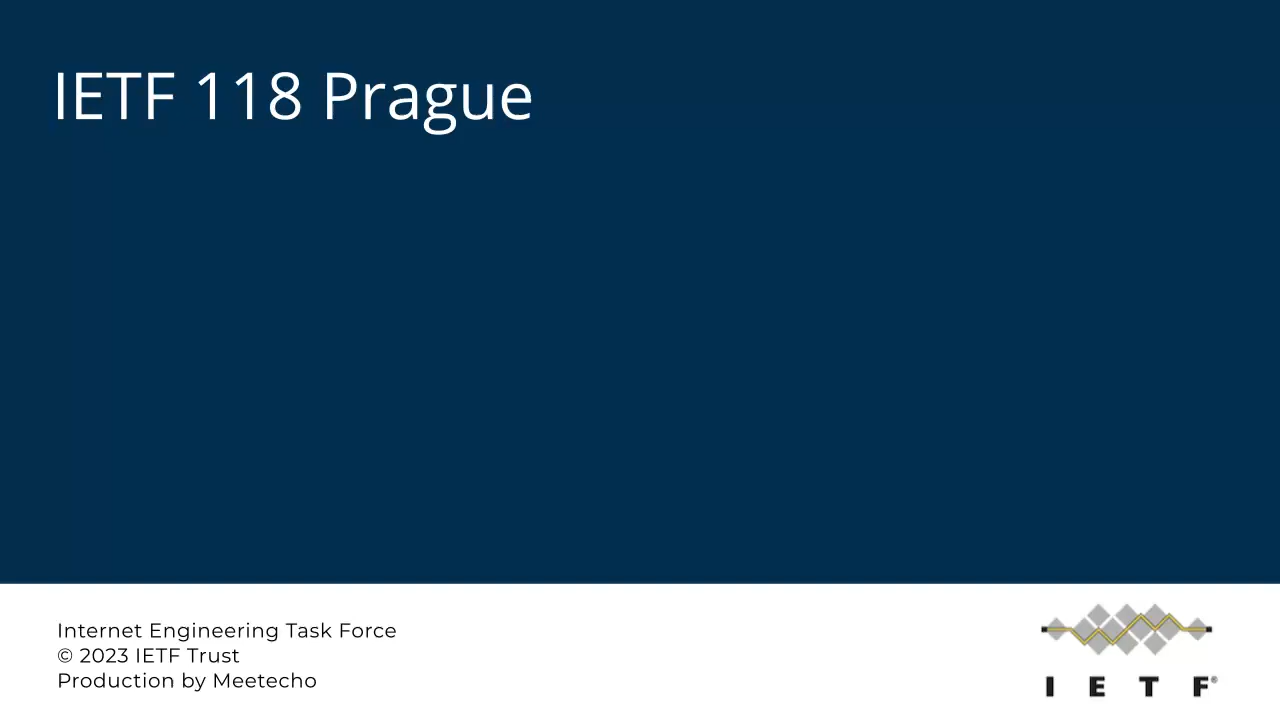 IETF 118 Prague
Internet Engineering Task Force
© 2023 IETF Trust
Production by Meetecho
I E T F®